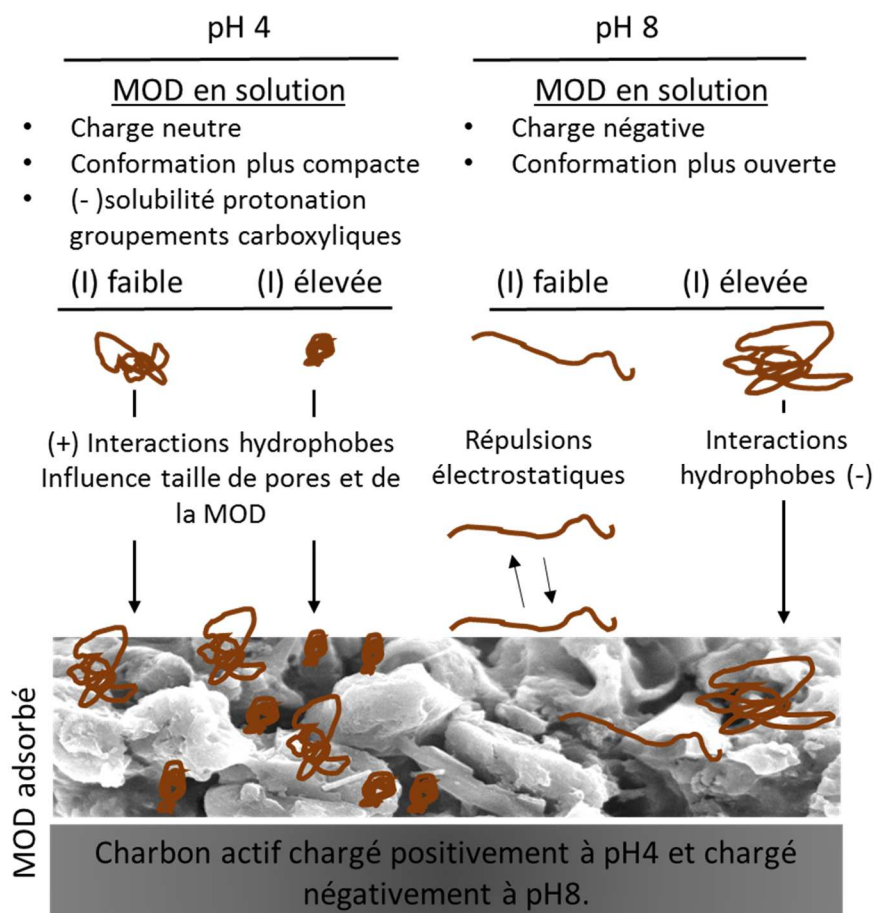 pH 4
MOD en solution
• Charge neutre
• Conformation plus compacte
• (- )solubilité protonation
groupements carboxyliques
(I) faible (I) élevée
(+) Interactions hydrophobes
Influence taille de pores et de
la MOD
pH 8
MOD en solution
• Charge négative
• Conformation plus ouverte
(I) faible (I) élevée
Répulsions
électrostatiques
Interactions
hydrophobes (-)
MOD adsorbé
Charbon actif chargé positivement à pH4 et chargé
négativement à pH8.